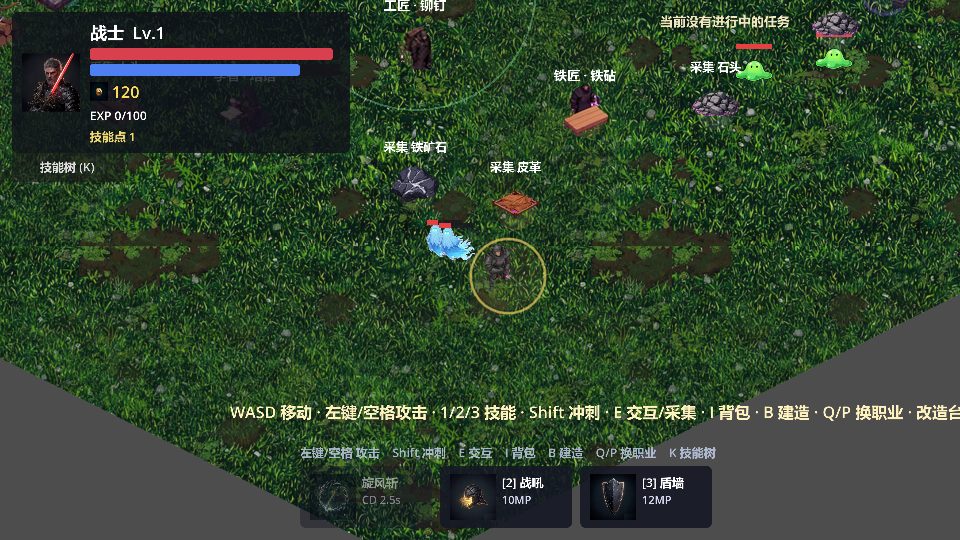 工匠 · 铆钉
战士 Lv.1
当前没有进行中的任务
采集 石头
铁匠 · 铁砧
120
EXP 0/100
技能点 1
采集 铁矿石
采集 皮革
技能树 (K)
WASD 移动 · 左键/空格攻击 · 1/2/3 技能 · Shift 冲刺 · E 交互/采集 · I 背包 · B 建造 · Q/P 换职业 · 改造台
左键/空格 攻击 Shift 冲刺 E 交互 I 背包 B 建造 Q/P 换职业 K 技能树
旋风斩
CD 2.5s
[2] 战吼
10MP
[3] 盾墙
12MP